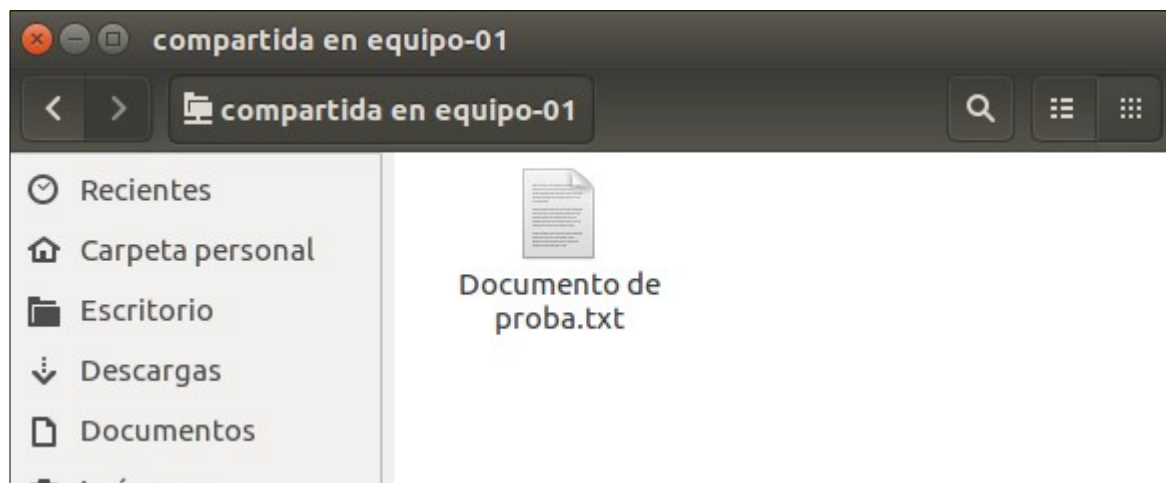 compartida en equipo-01
compartida en equipo-01
Recientes
Carpeta personal
Escritorio
Descargas
Documentos
Documento de
proba.txt